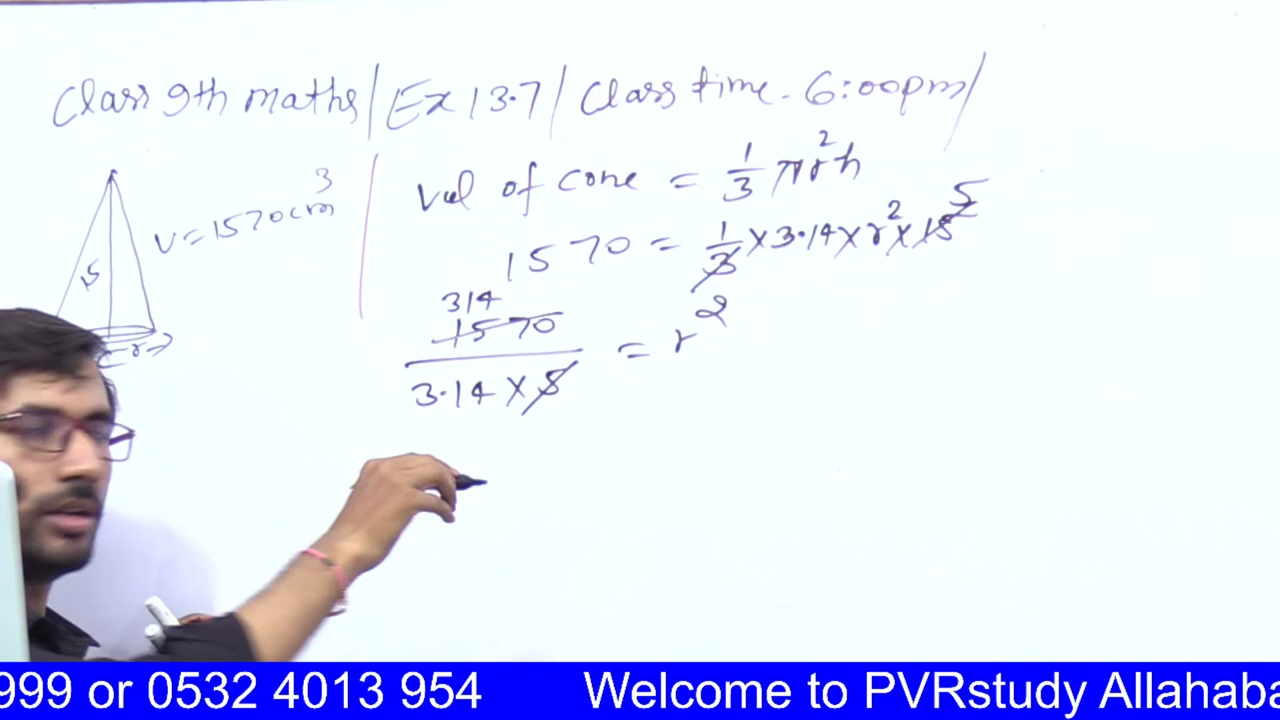 Class 9th maths/Ex 13.7/Class time - 6:00pm/
15
V=1570cm³
r
Vol of cone = 1/3 πr²h
1570 = 1/3 × 3.14 × r² × 15 5
314
1570
3.14 × 5
= r²
999 or 0532 4013 954 Welcome to PVRstudy Allahaba